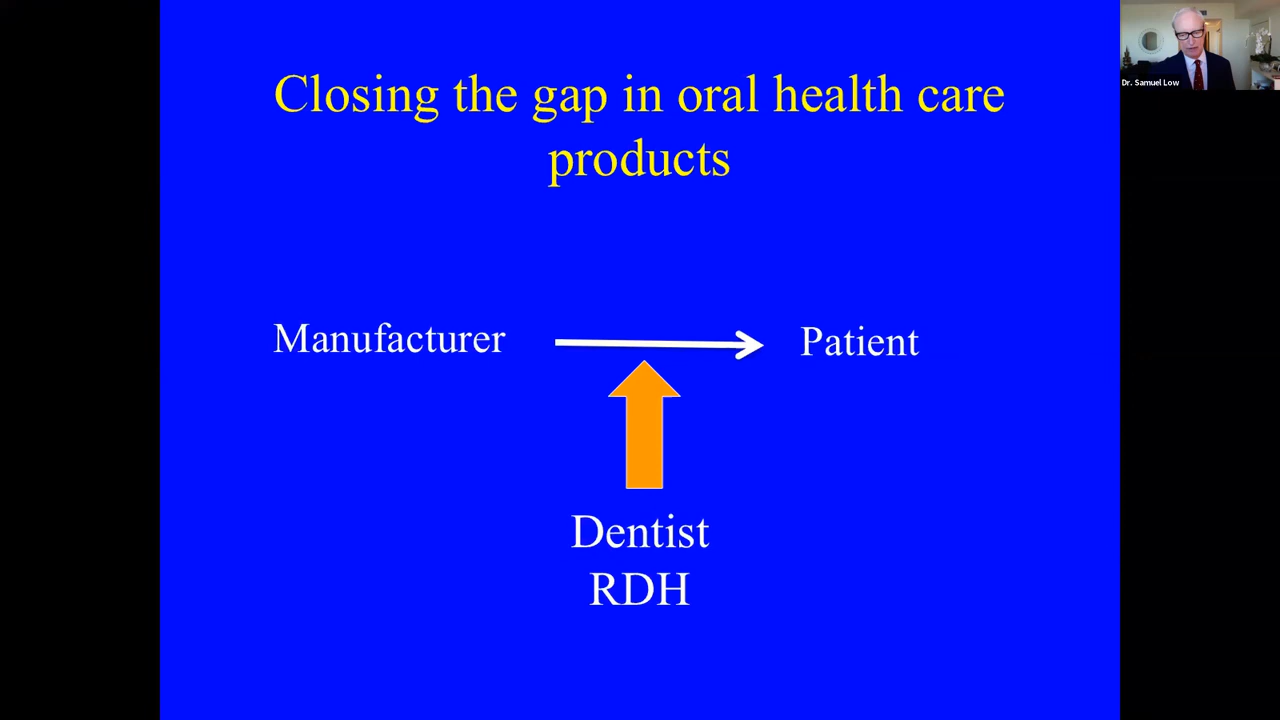 Closing the gap in oral health care
products
Manufacturer
Patient
Dentist
RDH
Dr. Samuel Low